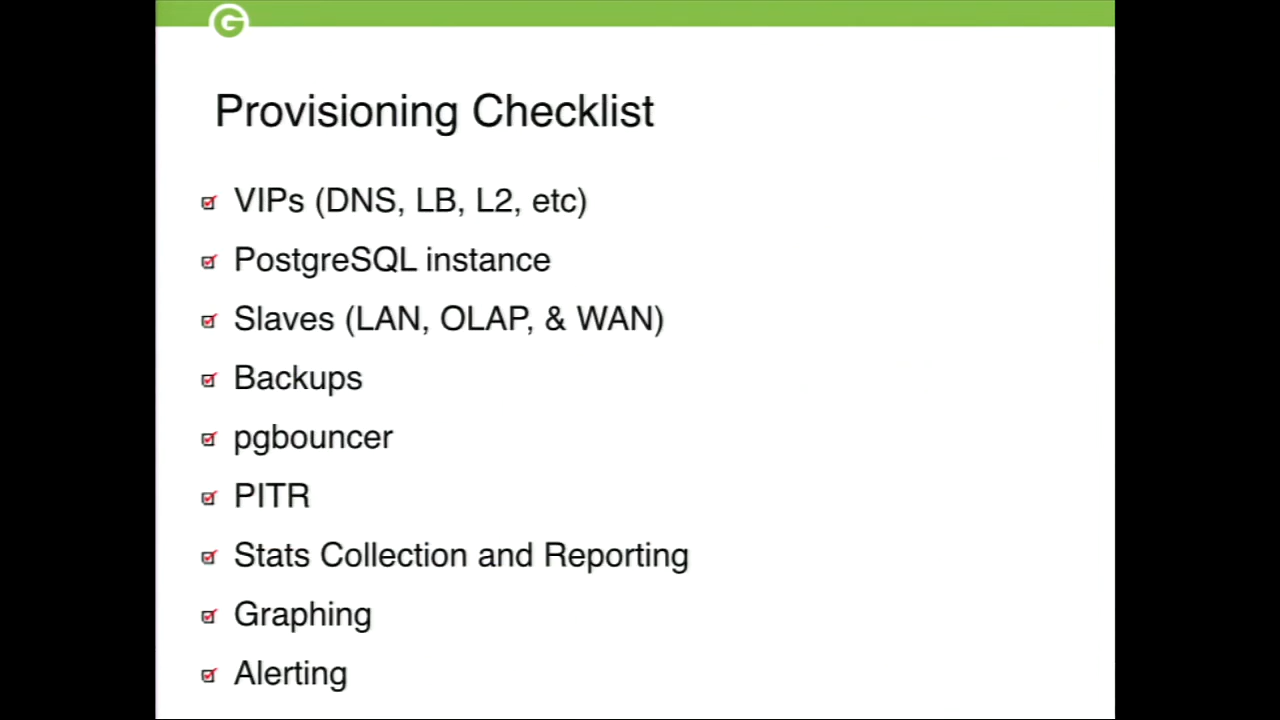 G
Provisioning Checklist
VIPs (DNS, LB, L2, etc)
PostgreSQL instance
Slaves (LAN, OLAP, & WAN)
Backups
pgbouncer
PITR
Stats Collection and Reporting
Graphing
Alerting